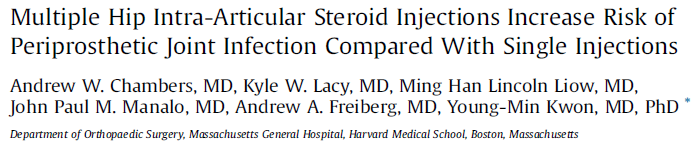 Multiple Hip Intra-Articular Steroid Injections Increase Risk of
Periprosthetic Joint Infection Compared With Single Injections
Andrew W. Chambers, MD, Kyle W. Lacy, MD, Ming Han Lincoln Liow, MD,
John Paul M. Manalo, MD, Andrew A. Freiberg, MD, Young-Min Kwon, MD, PhD *
Department of Orthopaedic Surgery, Massachusetts General Hospital, Harvard Medical School, Boston, Massachusetts